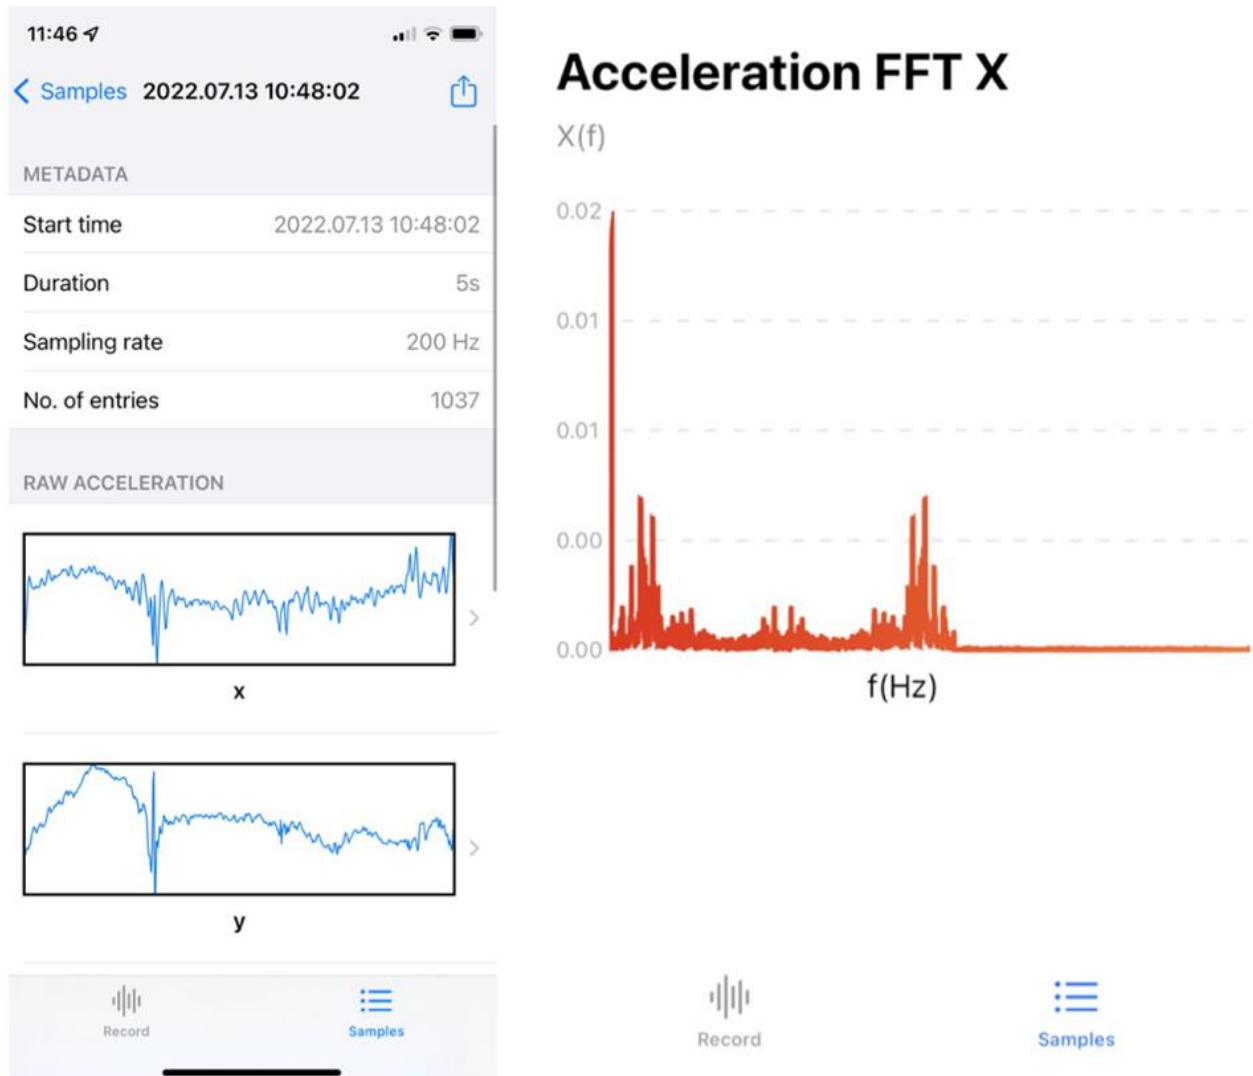 11:46
Samples 2022.07.13 10:48:02
METADATA
Start time 2022.07.13 10:48:02
Duration 5s
Sampling rate 200 Hz
No. of entries 1037
RAW ACCELERATION
x
y
Record Samples
Acceleration FFT X
X(f)
0.02
0.01
0.01
0.00
0.00
f(Hz)
Record Samples